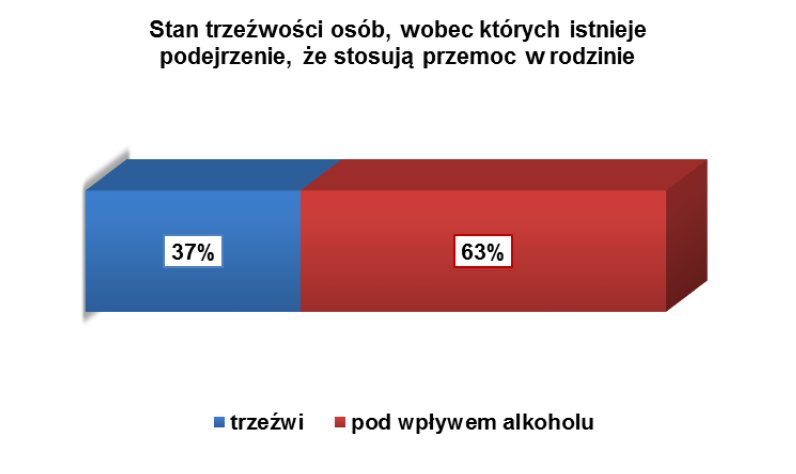 Stan trzeźwości osób, wobec których istnieje
podejrzenie, że stosują przemoc w rodzinie
37%
63%
trzeźwi
pod wpływem alkoholu